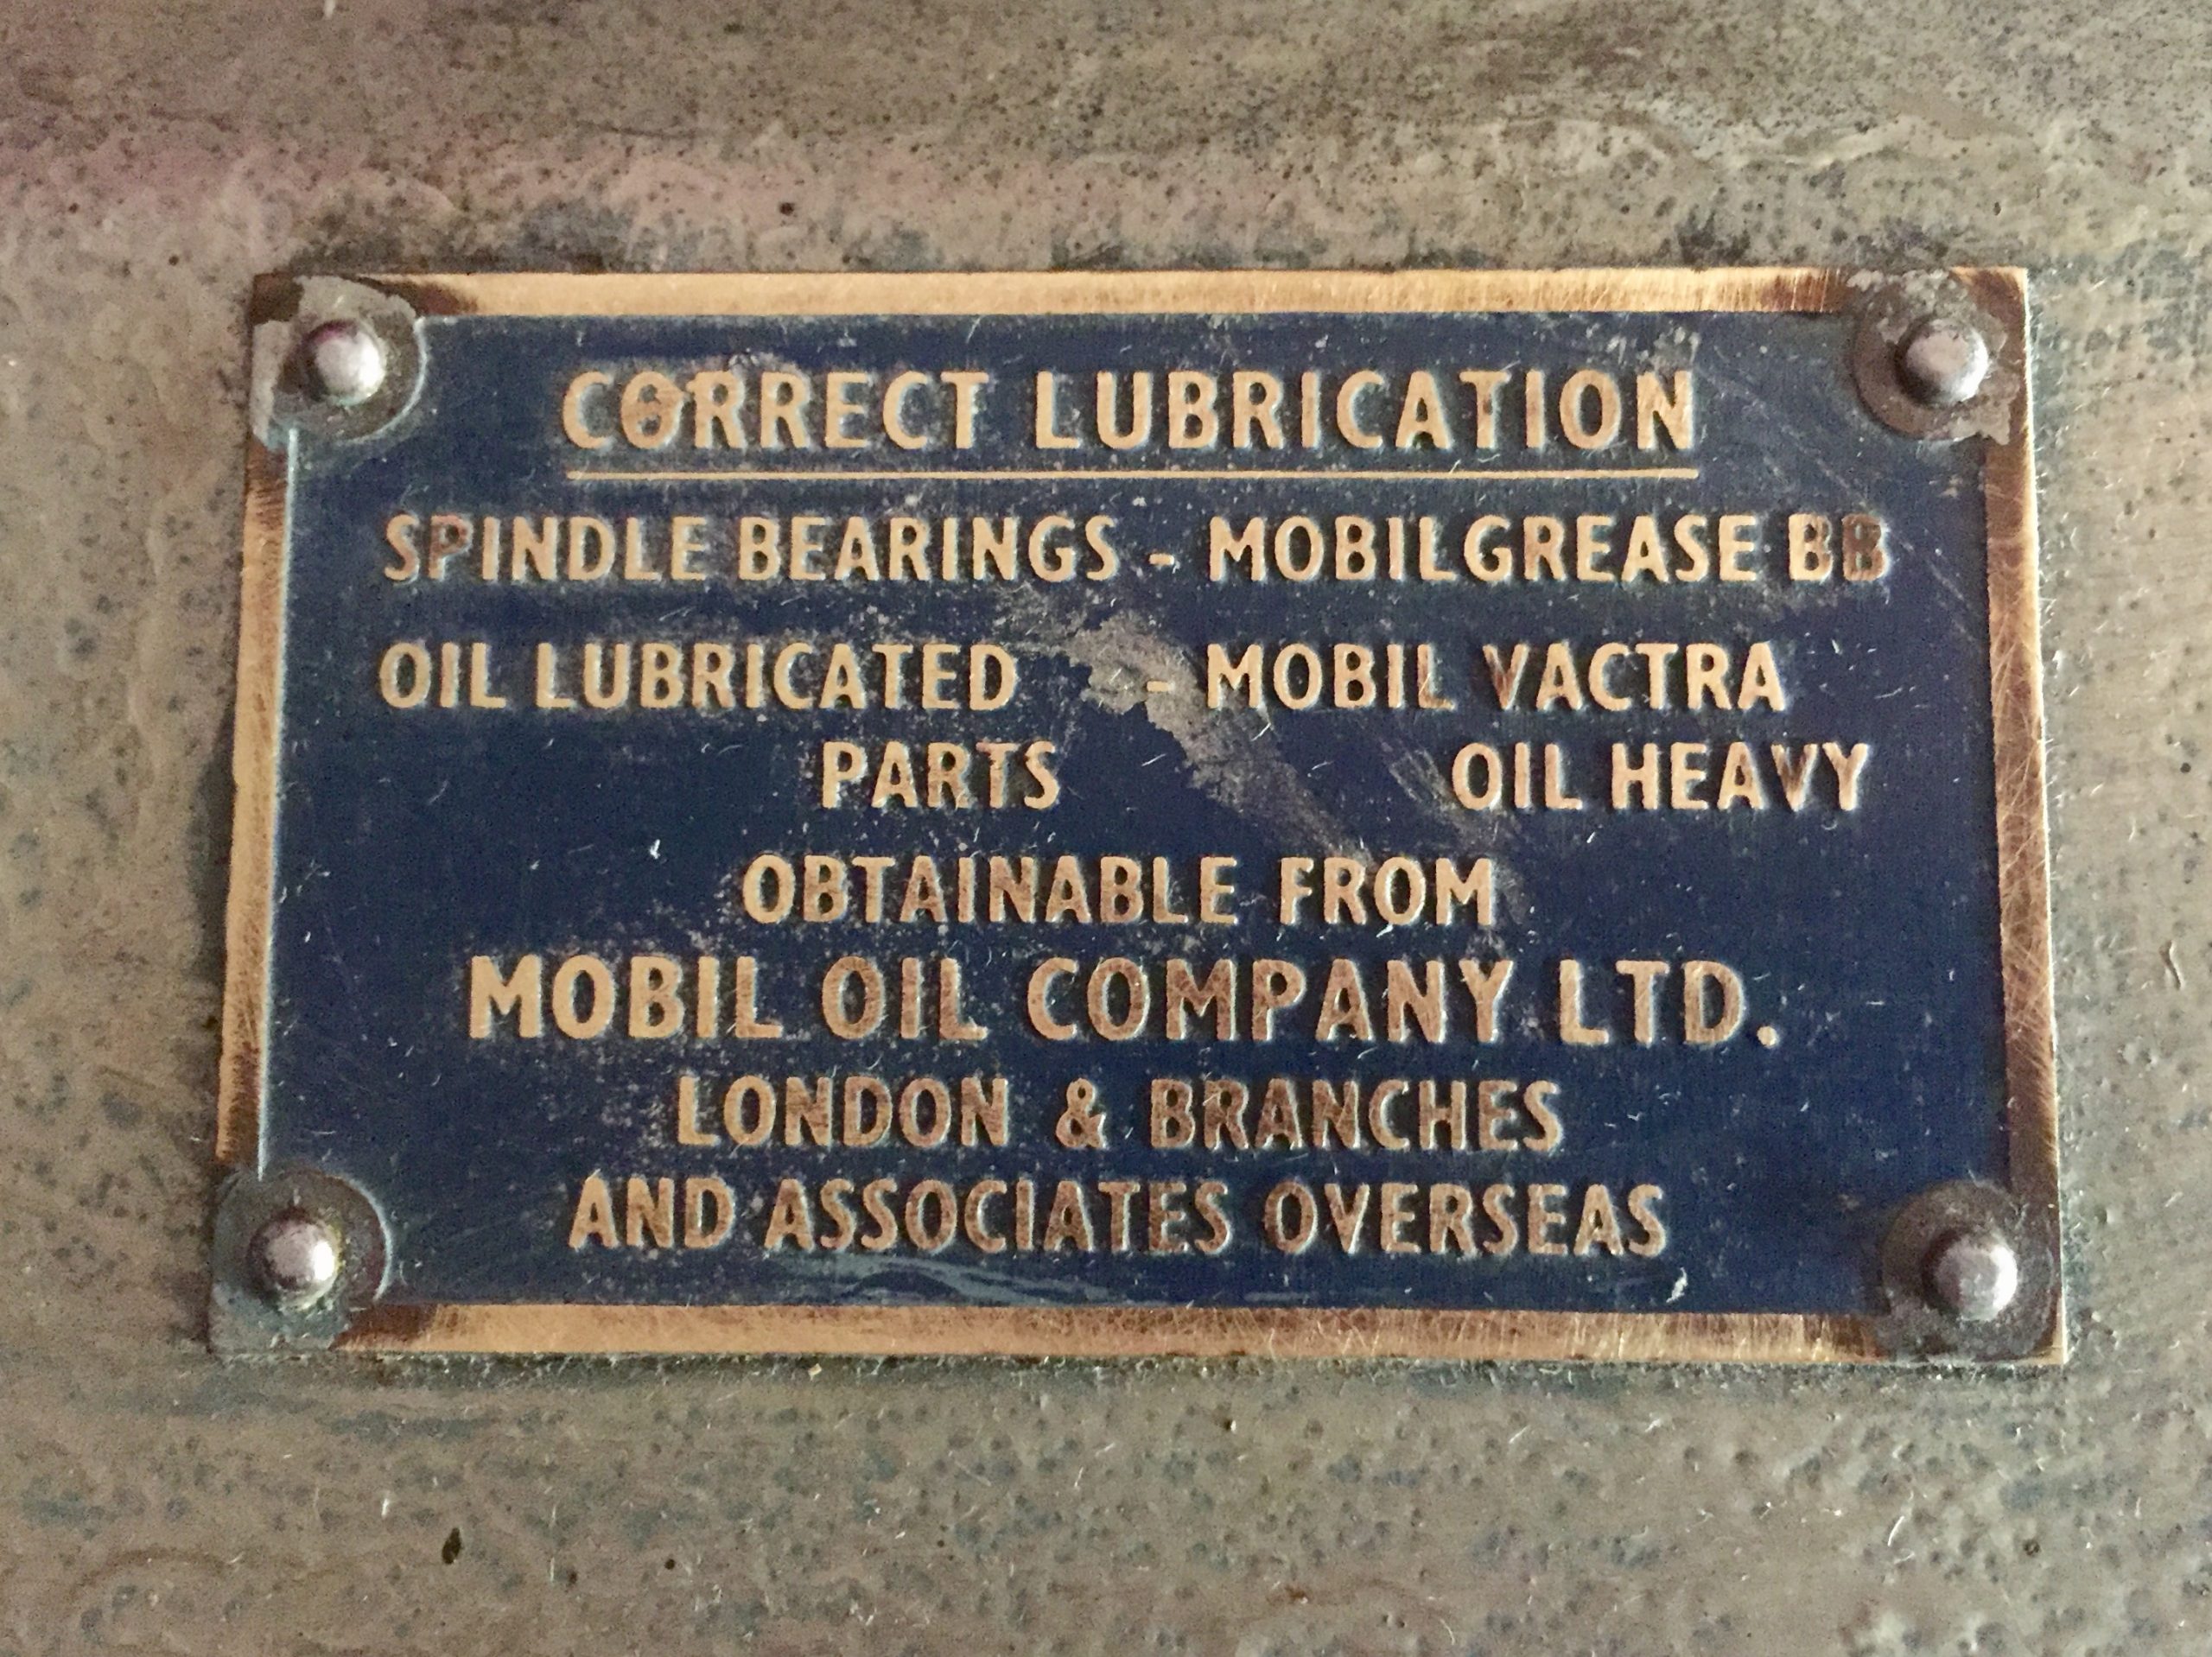 CORRECT LUBRICATION
SPINDLE BEARINGS - MOBILGREASE BB
OIL LUBRICATED - MOBIL VACTRA
PARTS OIL HEAVY
OBTAINABLE FROM
MOBIL OIL COMPANY LTD.
LONDON & BRANCHES
AND ASSOCIATES OVERSEAS